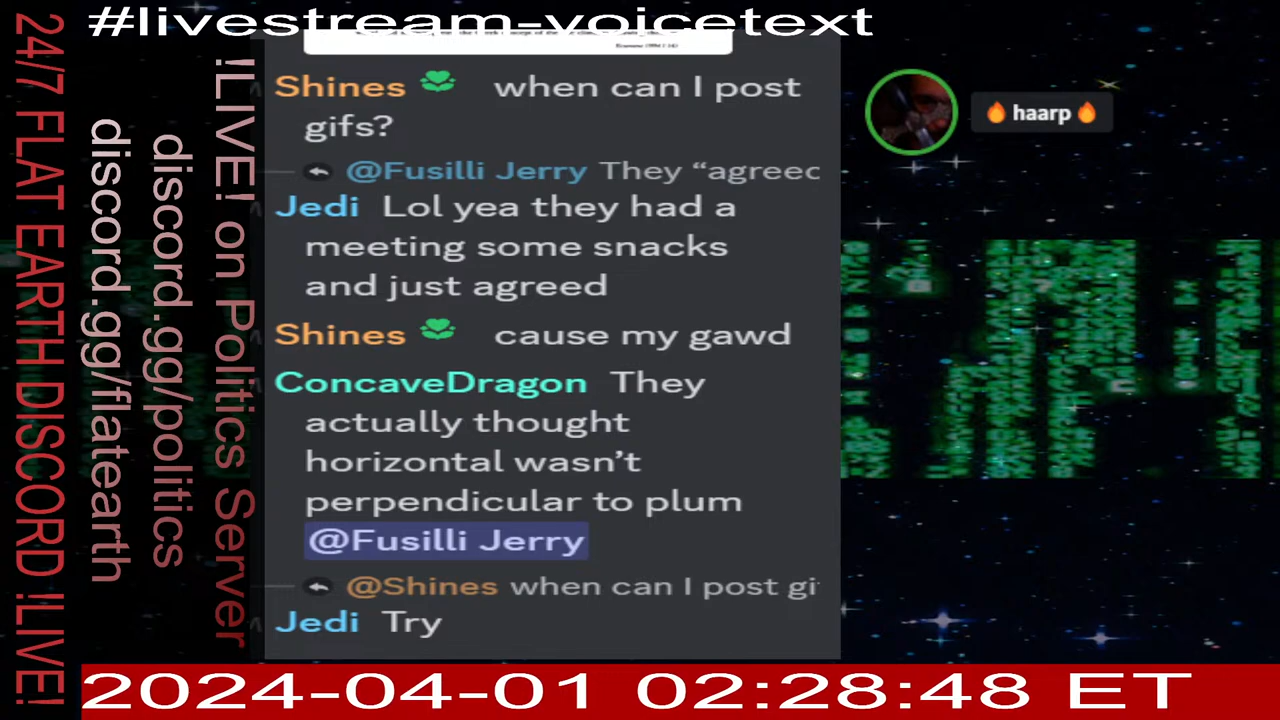 #livestream-voicetext
24/7 FLAT EARTH DISCORD !LIVE!
discord.gg/flatearth
discord.gg/politics
!LIVE! on Politics Server
Shines when can I post
gifs?
@Fusilli Jerry They “agreed
Jedi Lol yea they had a
meeting some snacks
and just agreed
Shines cause my gawd
ConcaveDragon They
actually thought
horizontal wasn’t
perpendicular to plum
@Fusilli Jerry
@Shines when can I post gi
Jedi Try
haarp
2024-04-01 02:28:48 ET